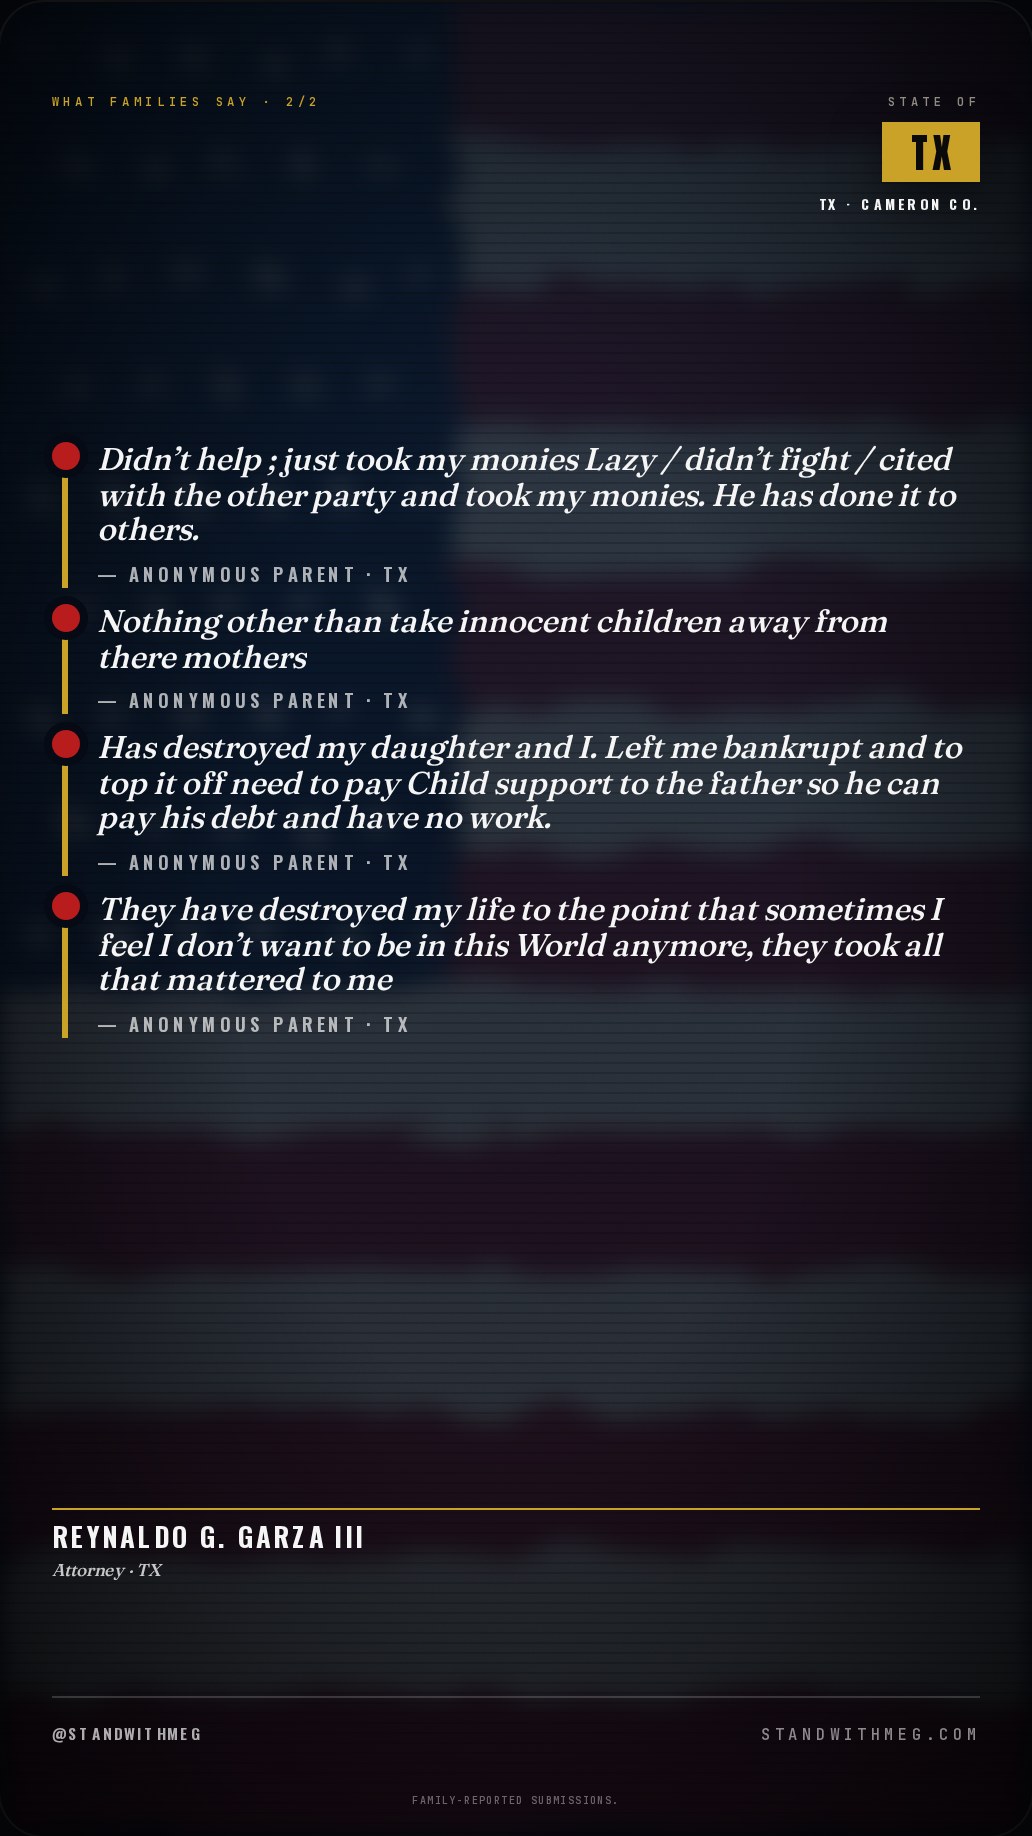 WHAT FAMILIES SAY · 2/2
STATE OF
TX
TX · CAMERON CO.
Didn’t help ; just took my monies Lazy / didn’t fight / cited
with the other party and took my monies. He has done it to
others.
— ANONYMOUS PARENT · TX
Nothing other than take innocent children away from
there mothers
— ANONYMOUS PARENT · TX
Has destroyed my daughter and I. Left me bankrupt and to
top it off need to pay Child support to the father so he can
pay his debt and have no work.
— ANONYMOUS PARENT · TX
They have destroyed my life to the point that sometimes I
feel I don’t want to be in this World anymore, they took all
that mattered to me
— ANONYMOUS PARENT · TX
REYNALDO G. GARZA III
Attorney · TX
@STANDWITHMEG
STANDWITHMEG.COM
FAMILY-REPORTED SUBMISSIONS.